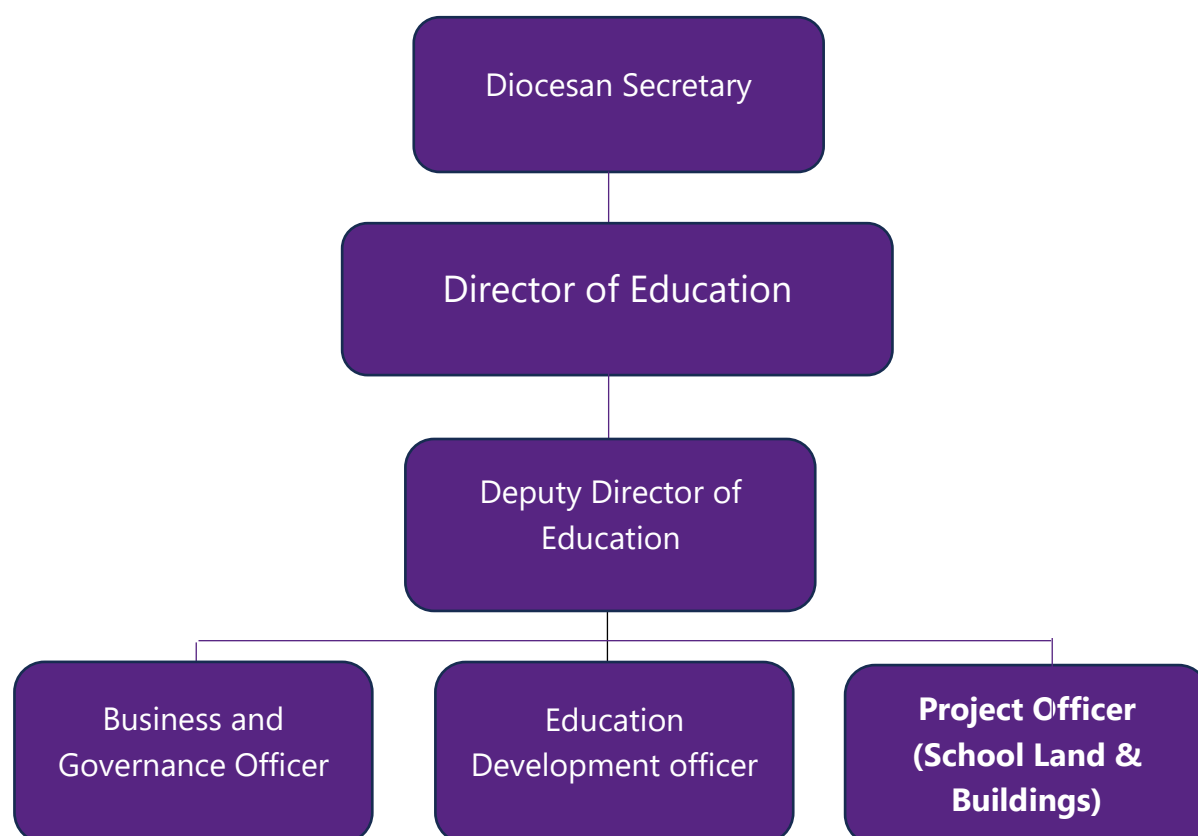 Diocesan Secretary
Director of Education
Deputy Director of
Education
Business and
Governance Officer
Education
Development officer
Project Officer
(School Land &
Buildings)